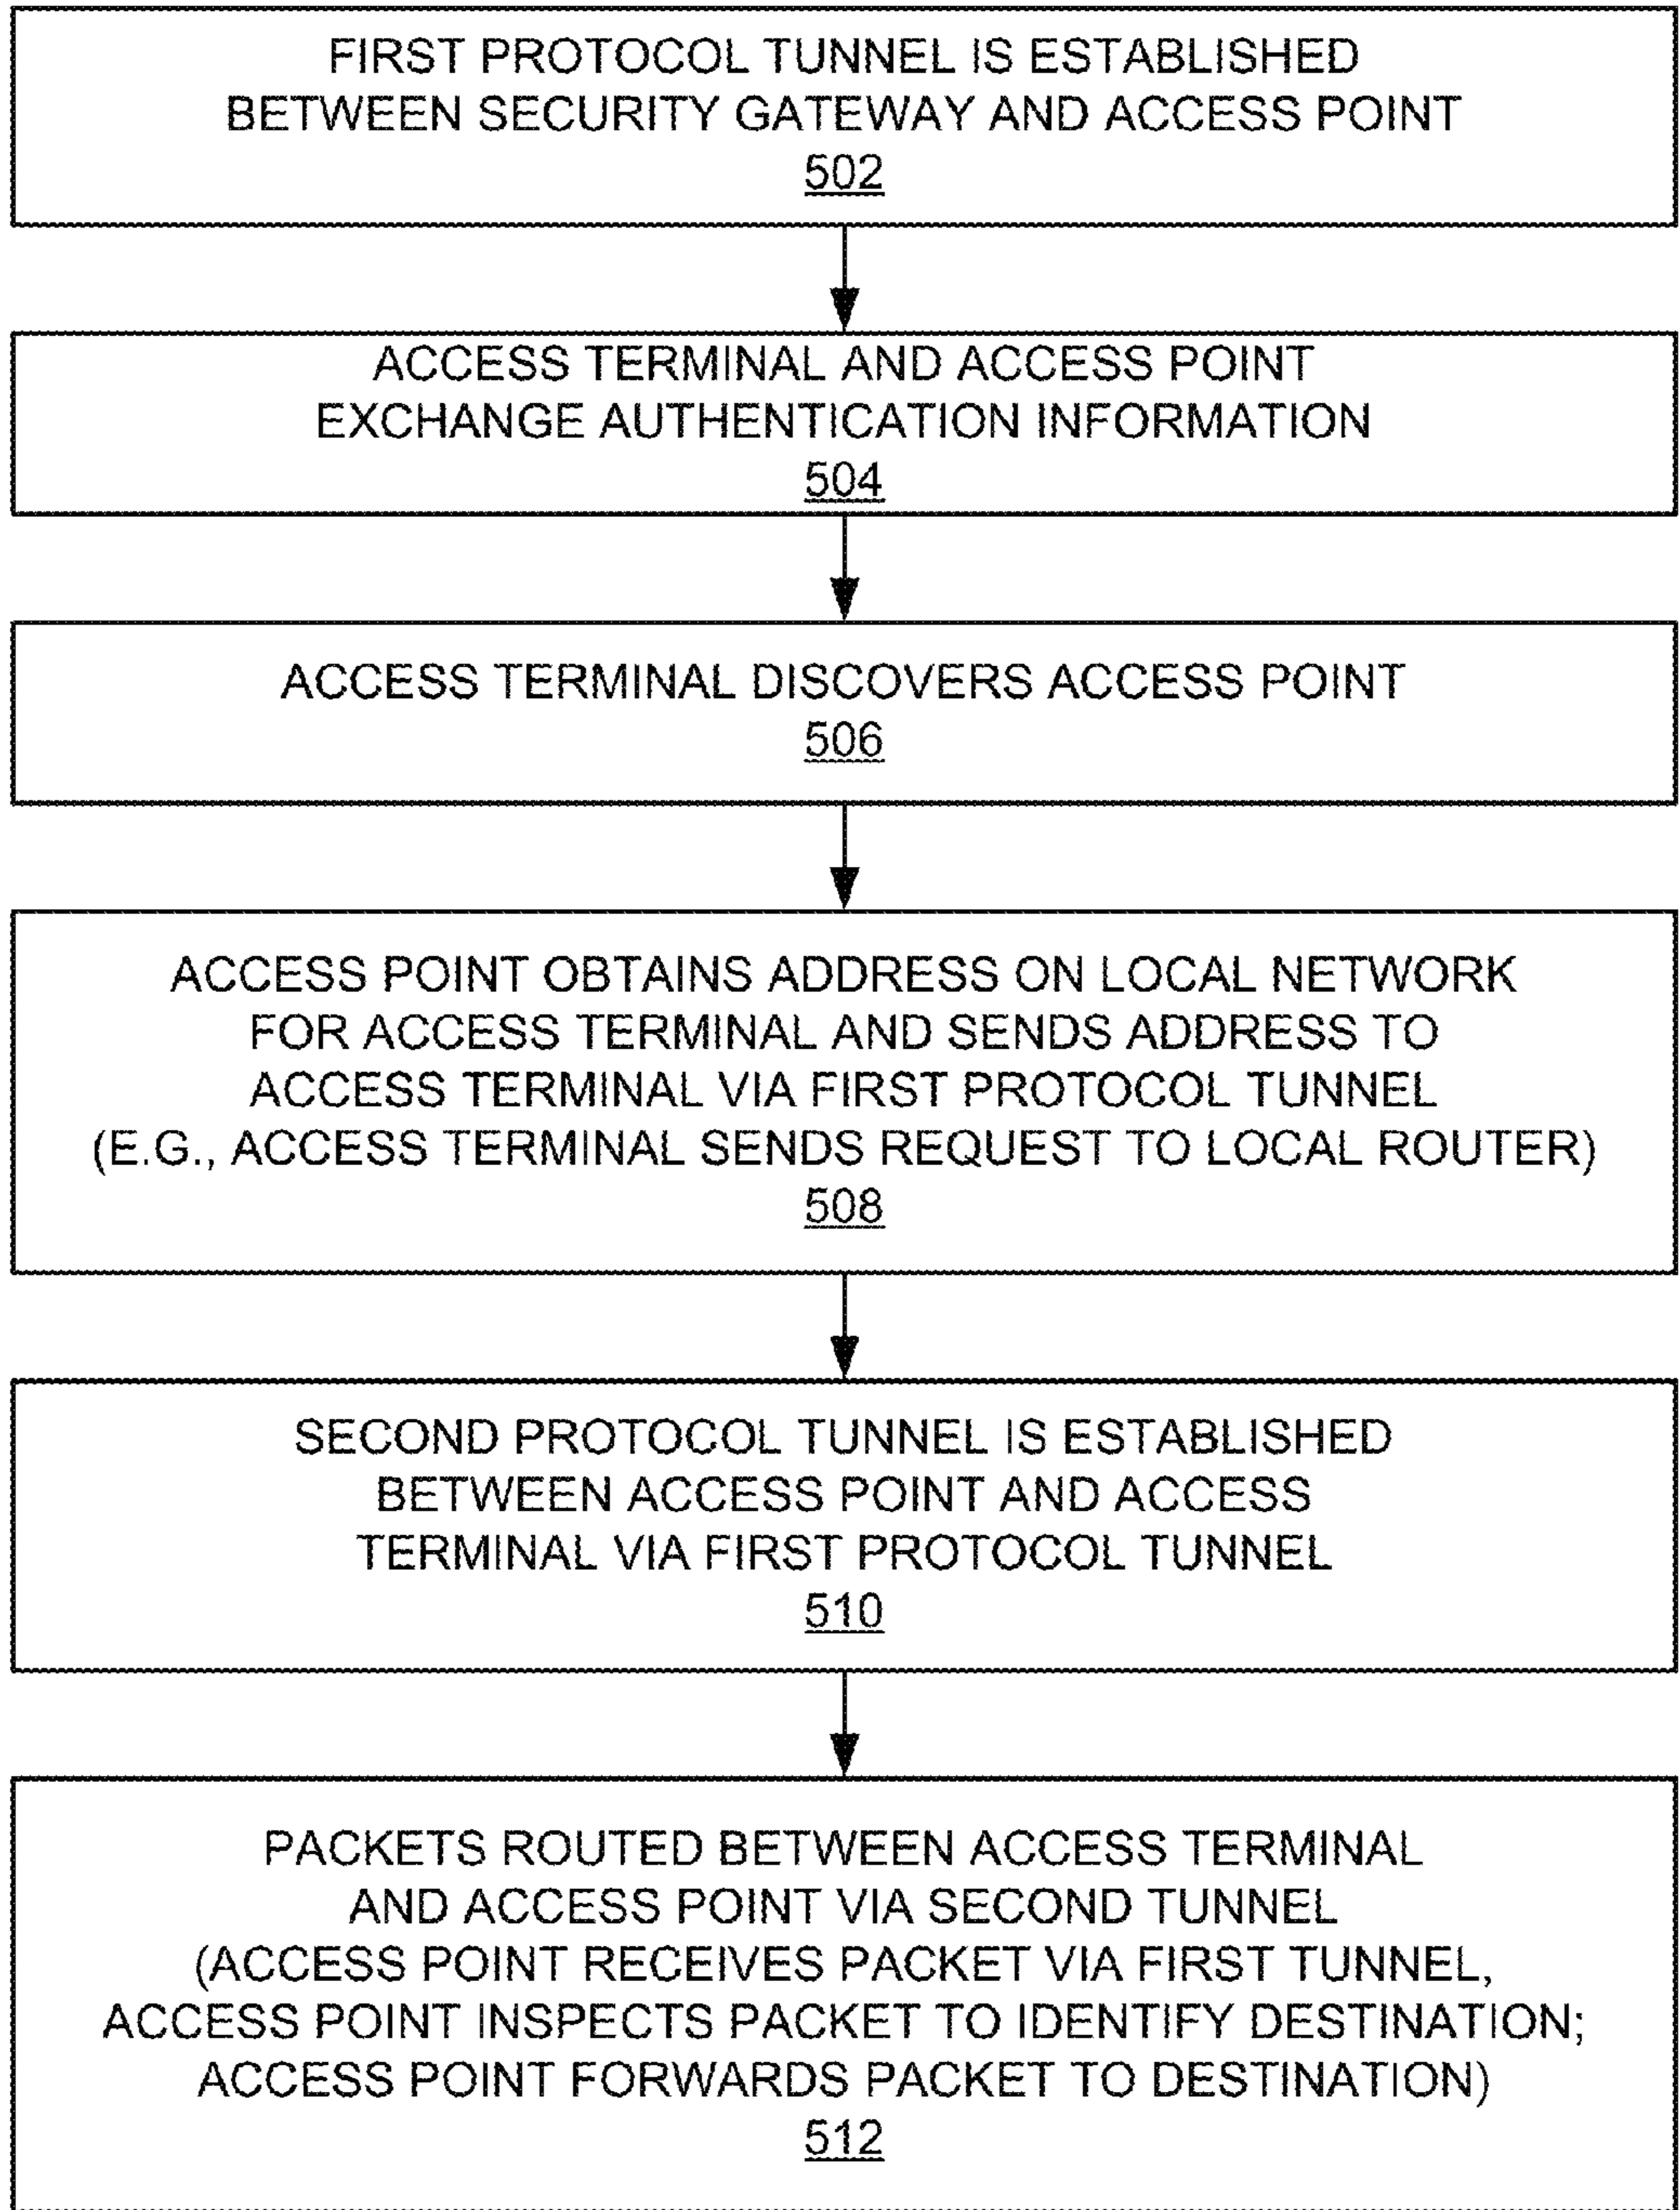 FIRST PROTOCOL TUNNEL IS ESTABLISHED
BETWEEN SECURITY GATEWAY AND ACCESS POINT
502
ACCESS TERMINAL AND ACCESS POINT
EXCHANGE AUTHENTICATION INFORMATION
504
ACCESS TERMINAL DISCOVERS ACCESS POINT
506
ACCESS POINT OBTAINS ADDRESS ON LOCAL NETWORK
FOR ACCESS TERMINAL AND SENDS ADDRESS TO
ACCESS TERMINAL VIA FIRST PROTOCOL TUNNEL
(E.G., ACCESS TERMINAL SENDS REQUEST TO LOCAL ROUTER)
508
SECOND PROTOCOL TUNNEL IS ESTABLISHED
BETWEEN ACCESS POINT AND ACCESS
TERMINAL VIA FIRST PROTOCOL TUNNEL
510
PACKETS ROUTED BETWEEN ACCESS TERMINAL
AND ACCESS POINT VIA SECOND TUNNEL
(ACCESS POINT RECEIVES PACKET VIA FIRST TUNNEL,
ACCESS POINT INSPECTS PACKET TO IDENTIFY DESTINATION;
ACCESS POINT FORWARDS PACKET TO DESTINATION)
512